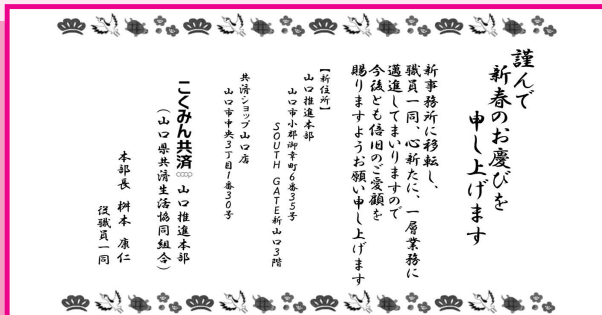 謹んで
新春のお慶びを
申し上げます
新事務所に移転し、
職員一同、心新たに、一層業務に
邁進してまいりますので
今後とも倍旧のご愛顧を
賜りますようお願い申し上げます
【新住所】
山口推進本部
山口市小郡御幸町6番35号
SOUTH GATE新山口3階
共済ショップ山口店
山口市中央3丁目1番30号
こくみん共済 coop 山口推進本部
（山口県共済生活協同組合）
本部長 桝本 康仁
役職員一同